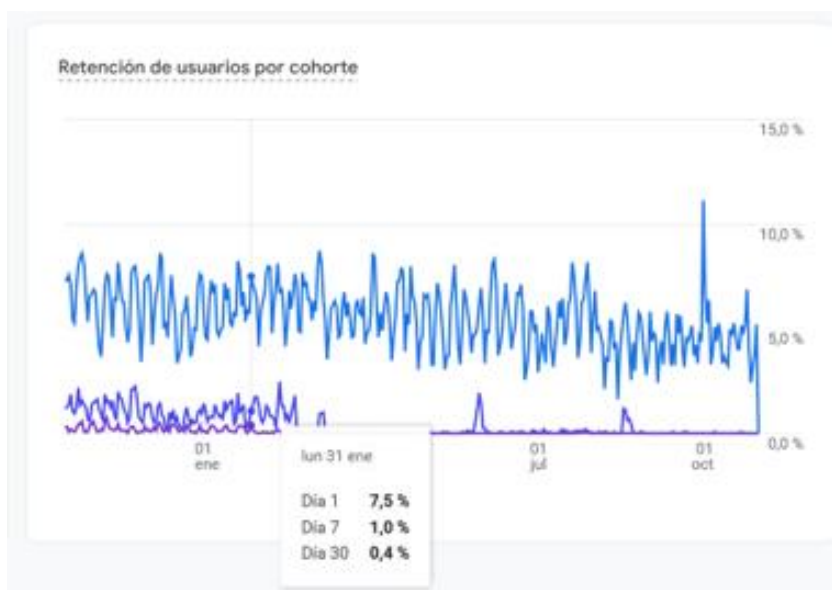 Retención de usuarios por cohorte
15,0 %
10,0 %
5,0 %
0,0 %
01
ene
01
jul
01
oct
lun 31 ene
Día 1 7,5 %
Día 7 1,0 %
Día 30 0,4 %